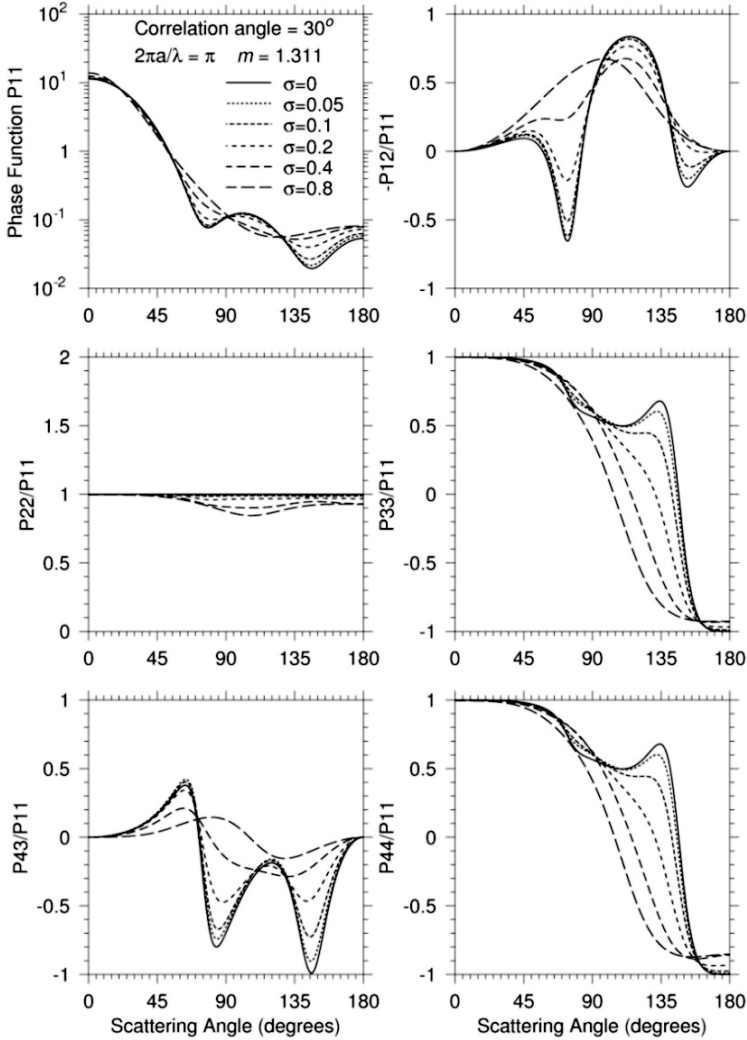 Correlation angle = 30°
2πa/λ = π m = 1.311
σ=0
σ=0.05
σ=0.1
σ=0.2
σ=0.4
σ=0.8
Phase Function P11
10²
10¹
1
10⁻¹
10⁻²
0 45 90 135 180
-P12/P11
1
0.5
0
-0.5
-1
0 45 90 135 180
P22/P11
2
1.5
1
0.5
0
0 45 90 135 180
P33/P11
1
0.5
0
-0.5
-1
0 45 90 135 180
P43/P11
1
0.5
0
-0.5
-1
0 45 90 135 180
Scattering Angle (degrees)
P44/P11
1
0.5
0
-0.5
-1
0 45 90 135 180
Scattering Angle (degrees)